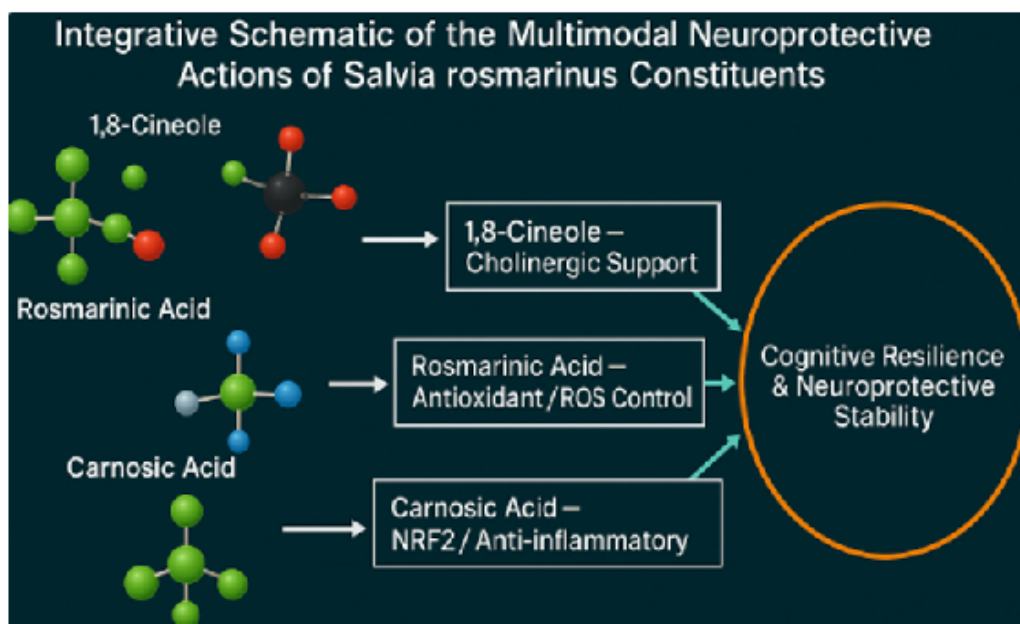 Integrative Schematic of the Multimodal Neuroprotective
Actions of Salvia rosmarinus Constituents
1,8-Cineole
1,8-Cineole –
Cholinergic Support
Rosmarinic Acid
Rosmarinic Acid –
Antioxidant/ROS Control
Carnosic Acid
Carnosic Acid –
NRF2 / Anti-inflammatory
Cognitive Resilience
& Neuroprotective
Stability